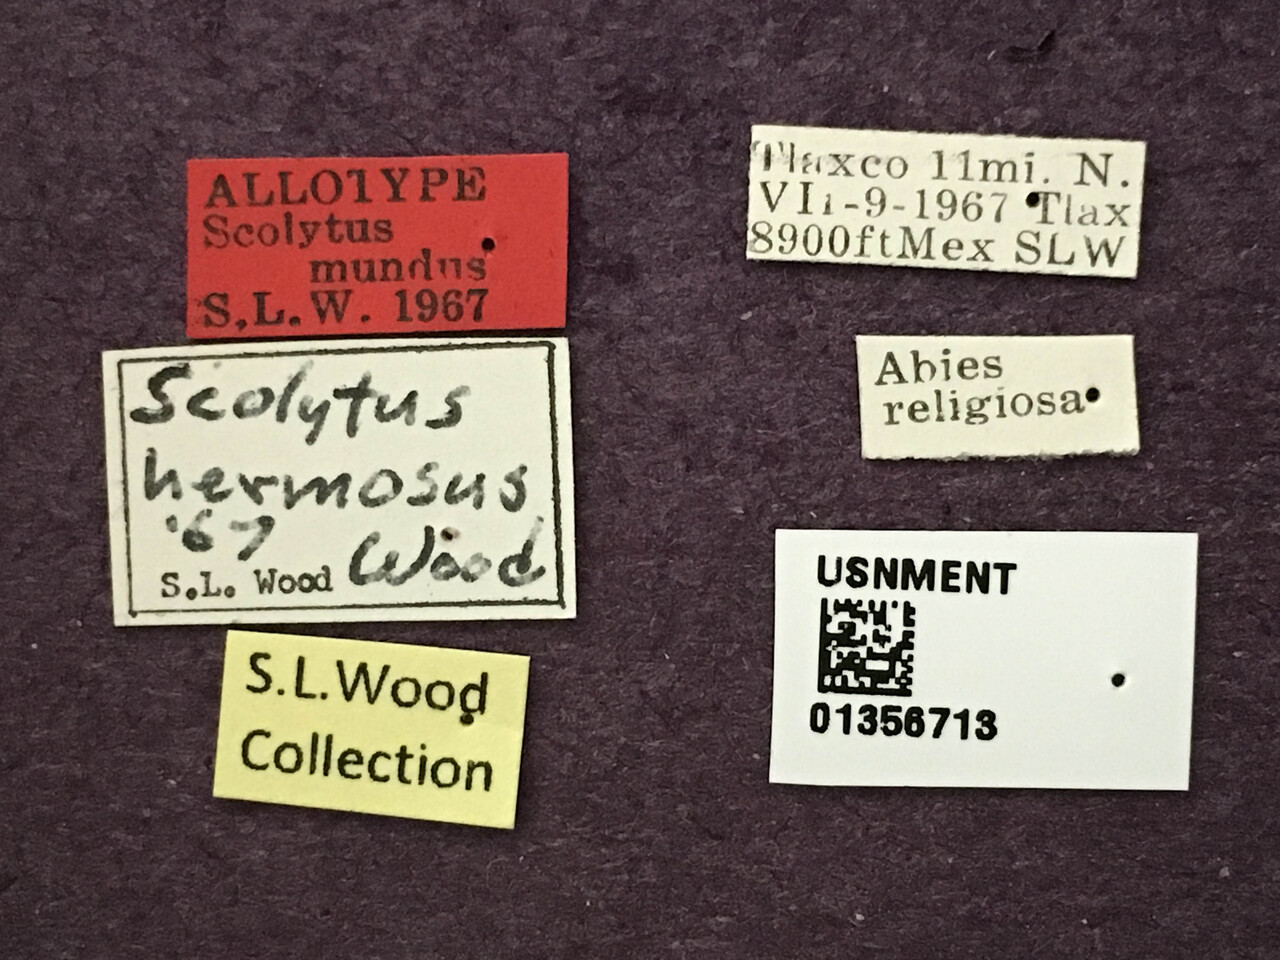 ALLOTYPE
Scolytus
mundus
S.L.W. 1967
Scolytus
hermosus
'67 Wood
S.L. Wood
S.L.Wood
Collection
Tlaxco 11mi. N.
VII-9-1967 Tlax
8900ftMex SLW
Abies
religiosa
USNMENT
01356713